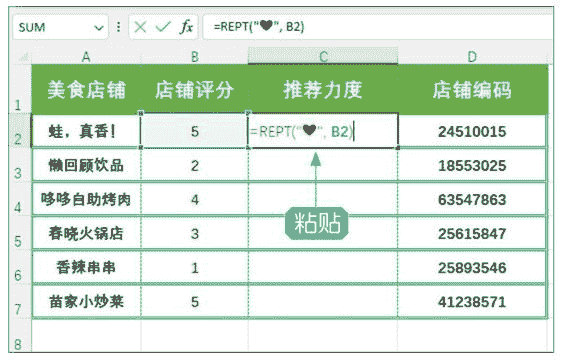 SUM fx =REPT("🖤", B2)
A B C D
1 美食店铺 店铺评分 推荐力度 店铺编码
2 蛙，真香！ 5 =REPT("🖤", B2) 24510015
3 懒回顾饮品 2 18553025
4 哆哆自助烤肉 4 63547863
粘贴
5 春晓火锅店 3 25615847
6 香辣串串 1 25893546
7 苗家小炒菜 5 41238571
8